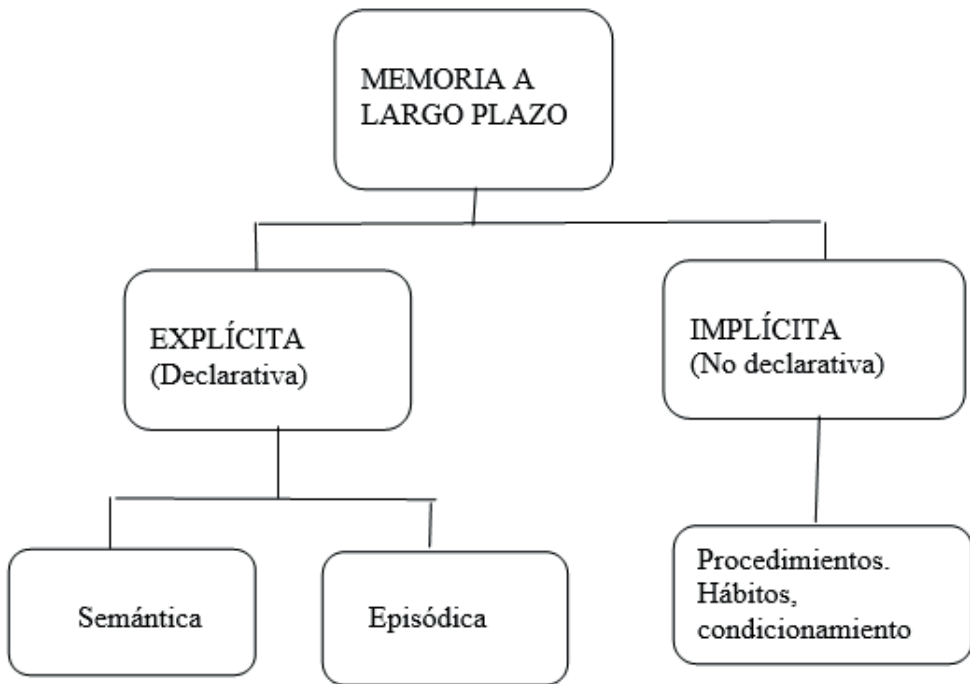 MEMORIA A
LARGO PLAZO
EXPLÍCITA
(Declarativa)
IMPLÍCITA
(No declarativa)
Semántica
Episódica
Procedimientos.
Hábitos,
condicionamiento